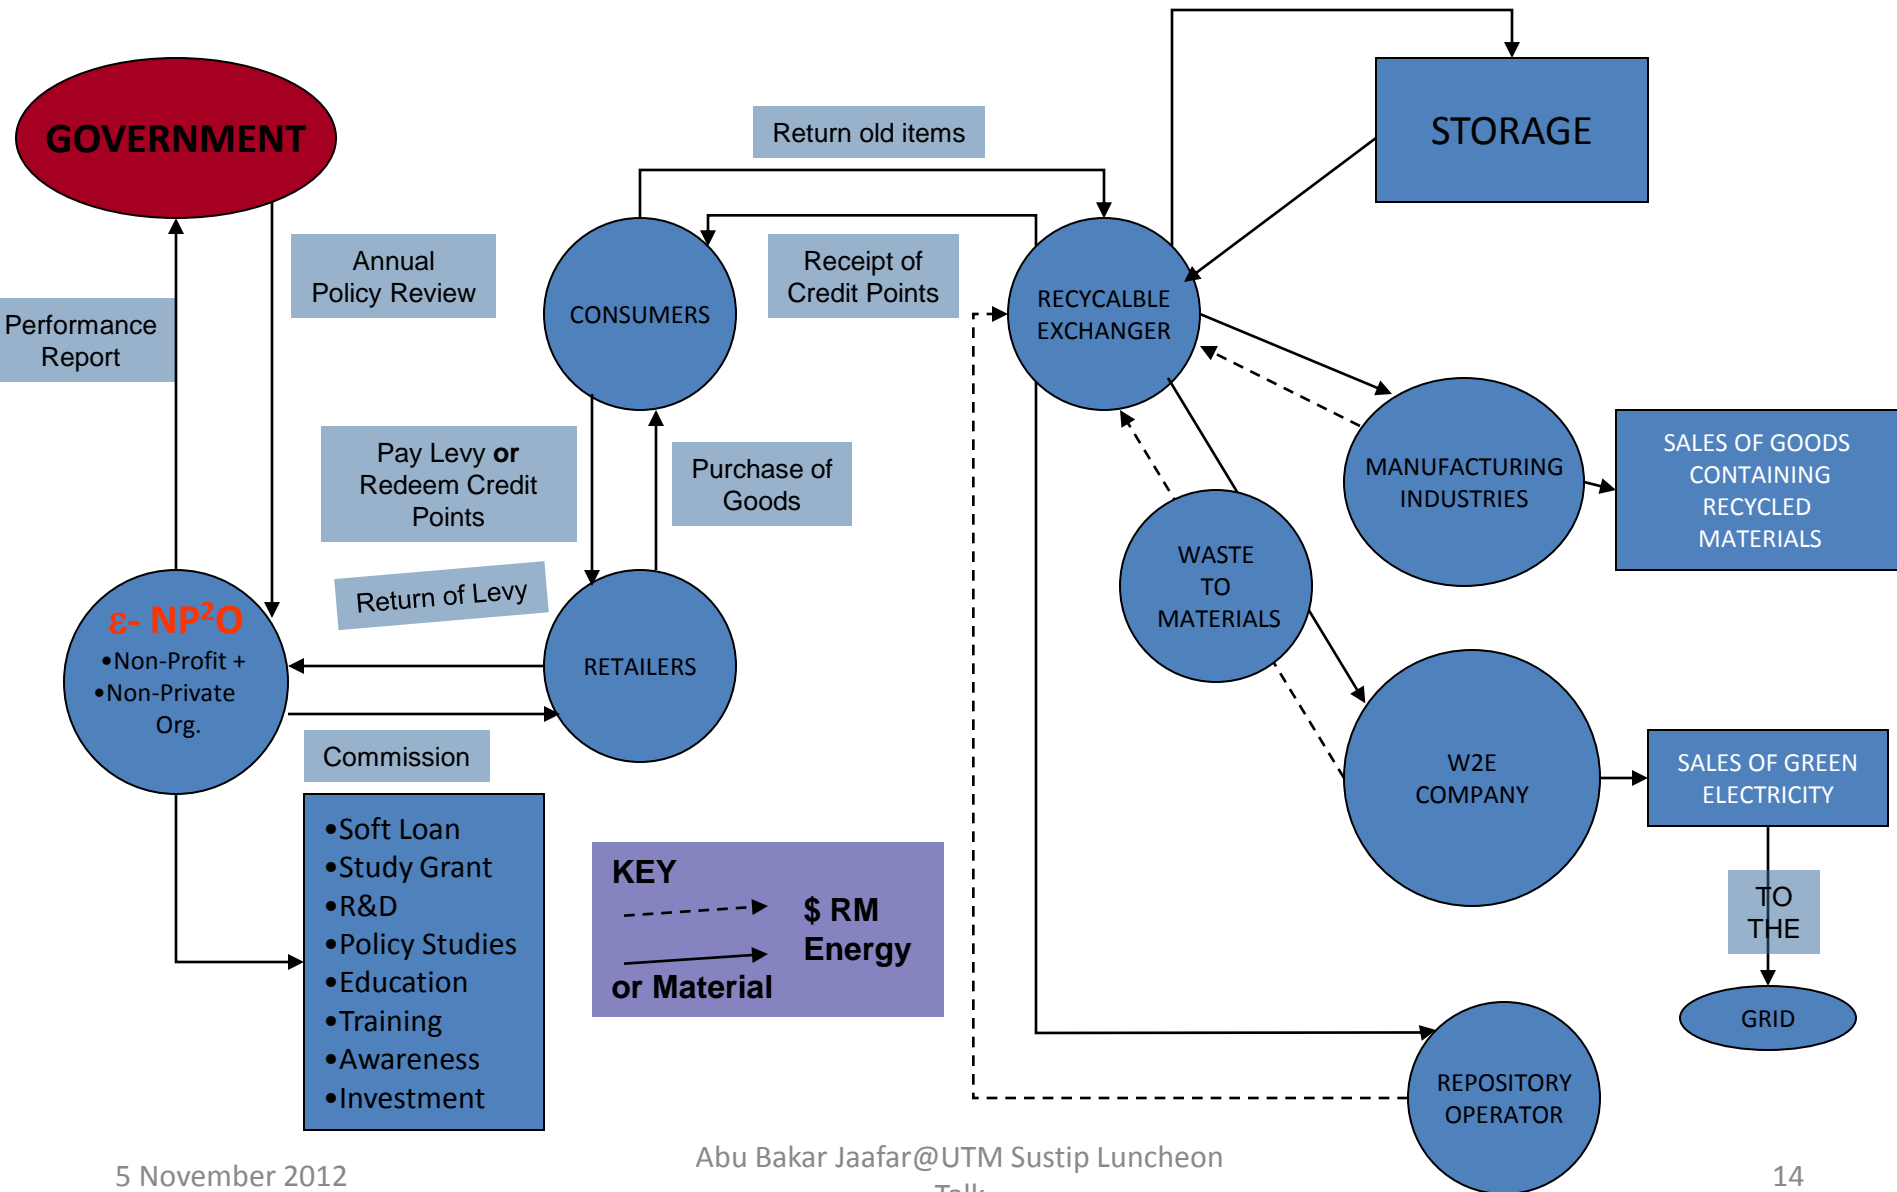 GOVERNMENT
Return old items
STORAGE
Annual
Policy Review
Performance
Report
CONSUMERS
Receipt of
Credit Points
RECYCALBLE
EXCHANGER
Pay Levy or
Redeem Credit
Points
Purchase of
Goods
MANUFACTURING
INDUSTRIES
SALES OF GOODS
CONTAINING
RECYCLED
MATERIALS
WASTE
TO
MATERIALS
Return of Levy
ε- NP²O
•Non-Profit +
•Non-Private
Org.
RETAILERS
Commission
W2E
COMPANY
SALES OF GREEN
ELECTRICITY
•Soft Loan
•Study Grant
•R&D
•Policy Studies
•Education
•Training
•Awareness
•Investment
KEY
$ RM
Energy
or Material
TO
THE
GRID
REPOSITORY
OPERATOR
5 November 2012
Abu Bakar Jaafar@UTM Sustip Luncheon
Talk
14